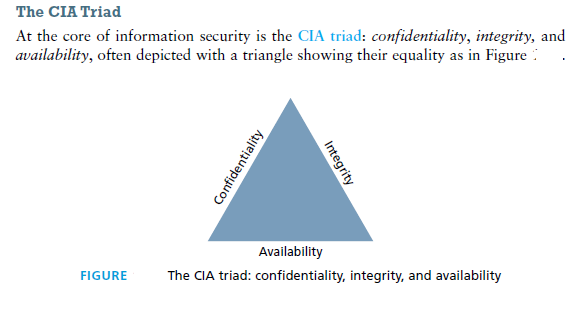 The CIA Triad
At the core of information security is the CIA triad: confidentiality, integrity, and
availability, often depicted with a triangle showing their equality as in Figure .
Confidentiality
Integrity
Availability
FIGURE The CIA triad: confidentiality, integrity, and availability